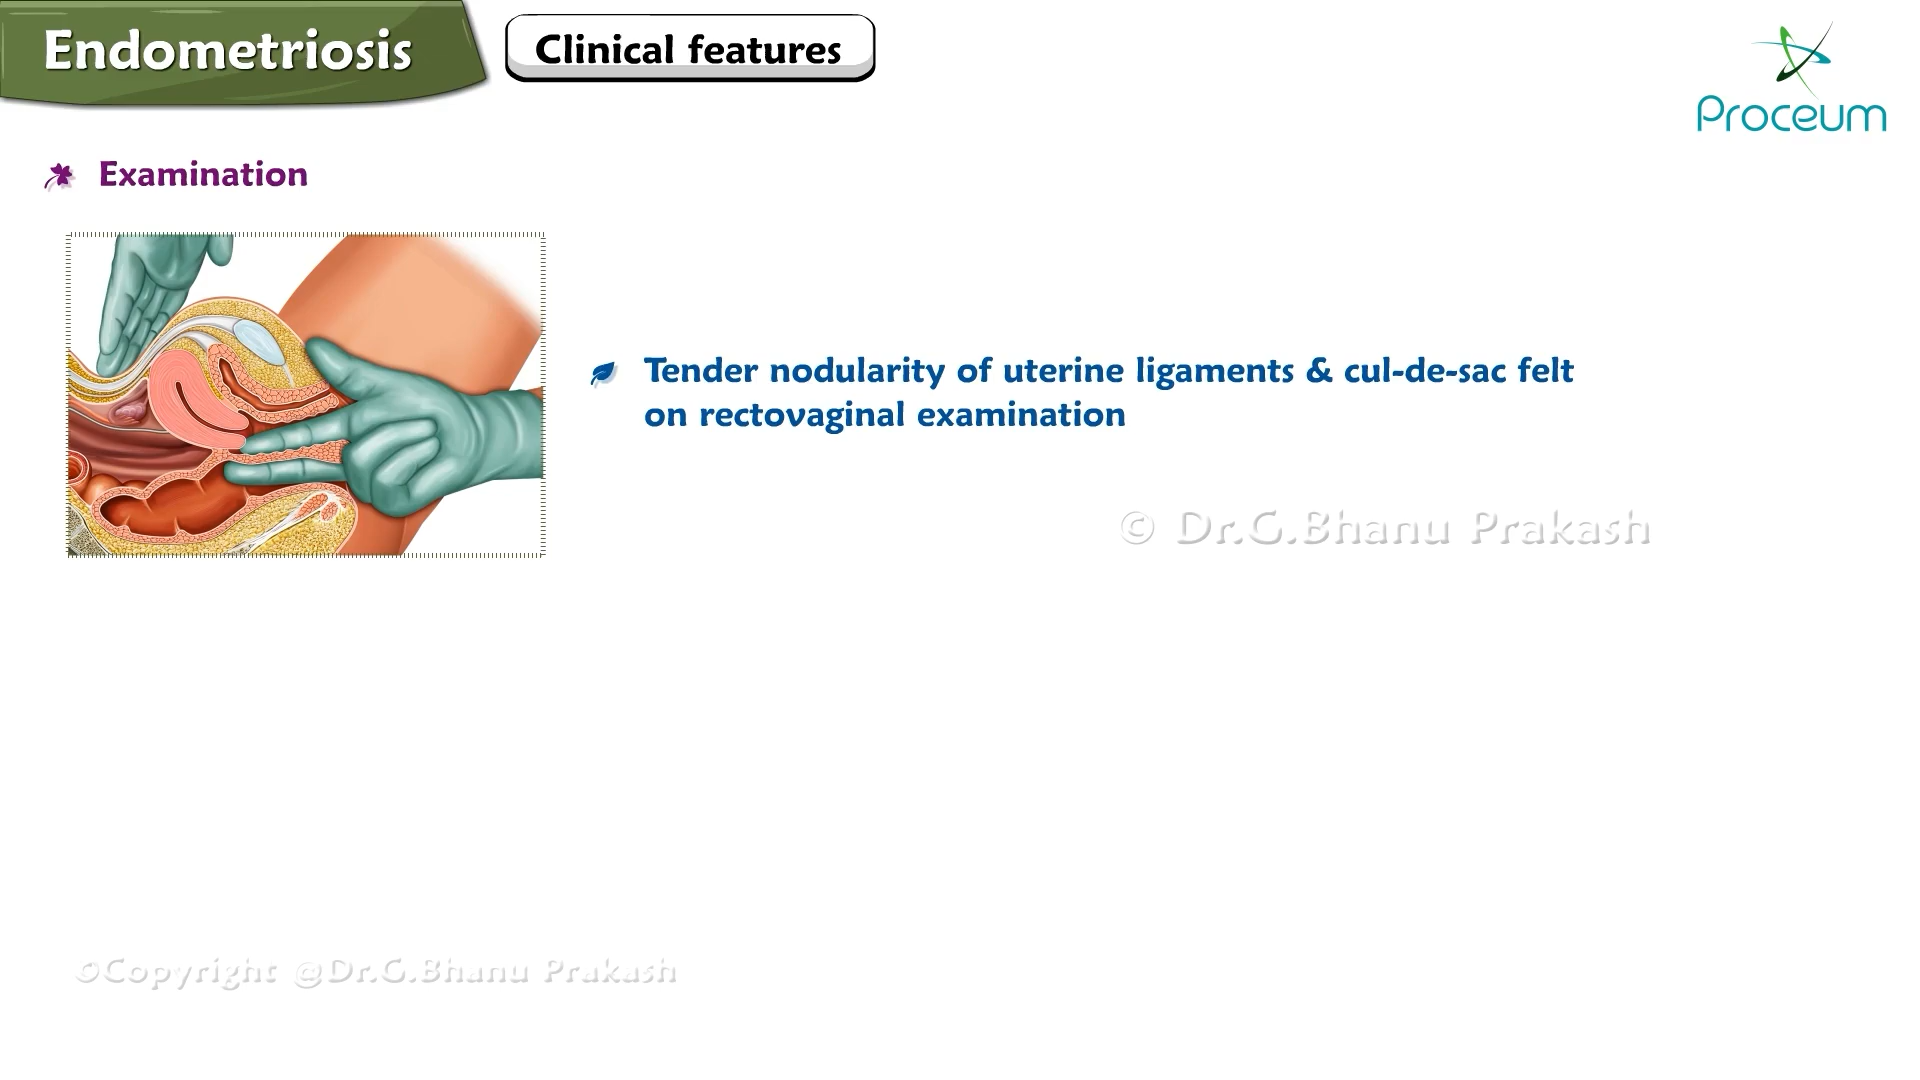 Endometriosis
Clinical features
Proceum
Examination
Tender nodularity of uterine ligaments & cul-de-sac felt
on rectovaginal examination
© Dr.G.Bhanu Prakash
©Copyright @Dr.G.Bhanu Prakash